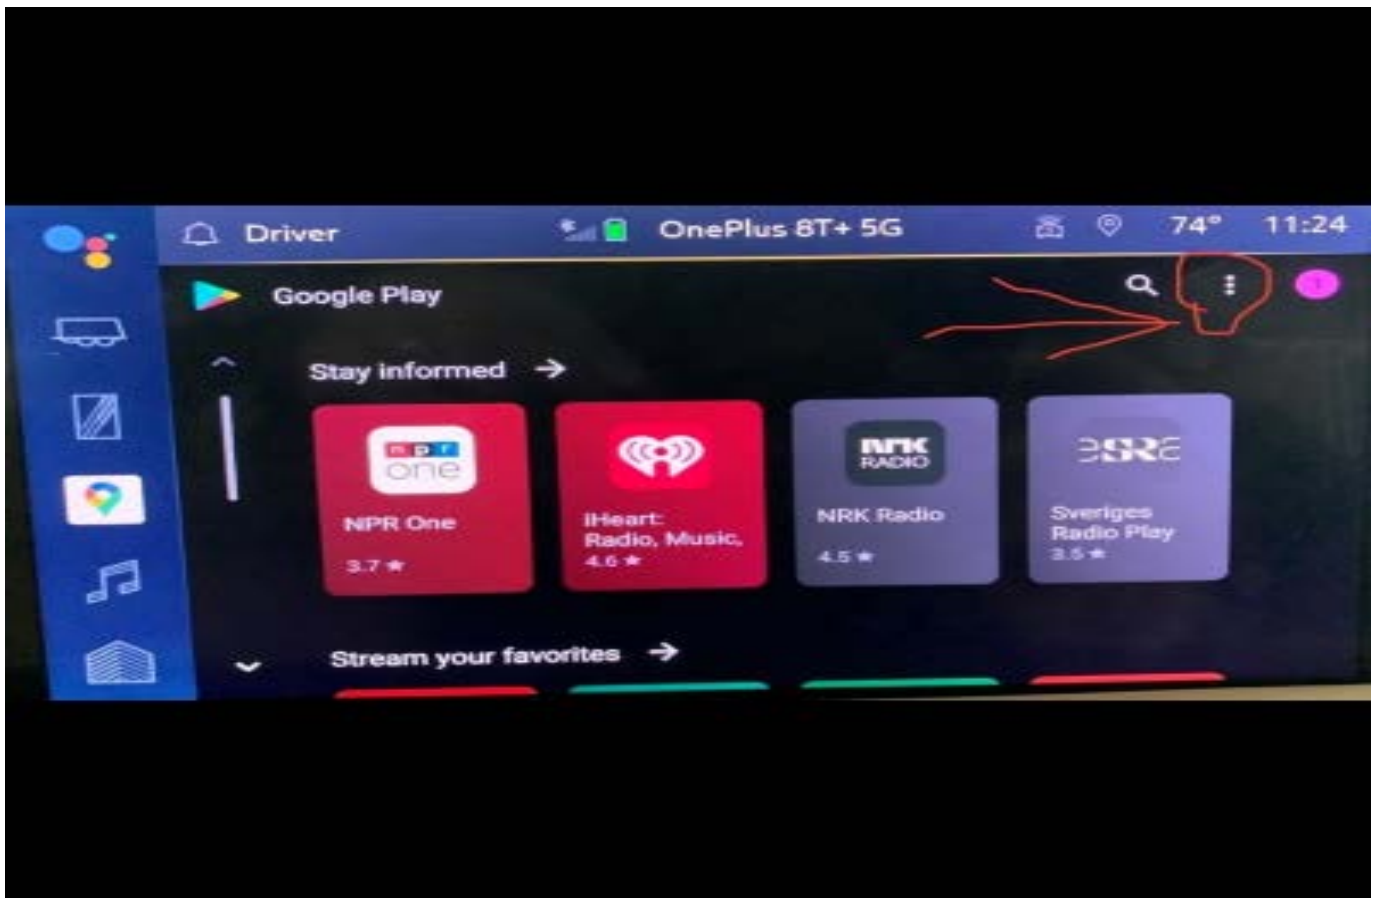 Driver
OnePlus 8T+ 5G
74° 11:24
Google Play
Stay informed
npr
one
NRK
RADIO
NPR One
3.7 ★
iHeart:
Radio, Music,
4.6 ★
NRK Radio
4.5 ★
Sveriges
Radio Play
3.5 ★
Stream your favorites